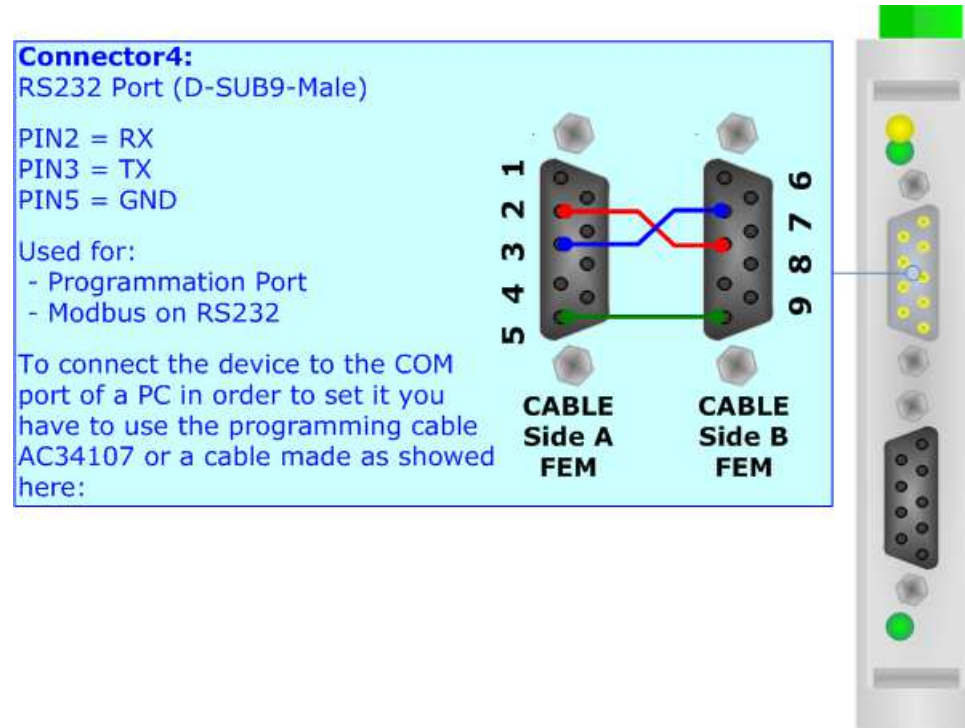 Connector4:
RS232 Port (D-SUB9-Male)
PIN2 = RX
PIN3 = TX
PIN5 = GND
Used for:
- Programmation Port
- Modbus on RS232
To connect the device to the COM
port of a PC in order to set it you
have to use the programming cable
AC34107 or a cable made as showed
here:
1
2
3
4
5
6
7
8
9
CABLE
Side A
FEM
CABLE
Side B
FEM